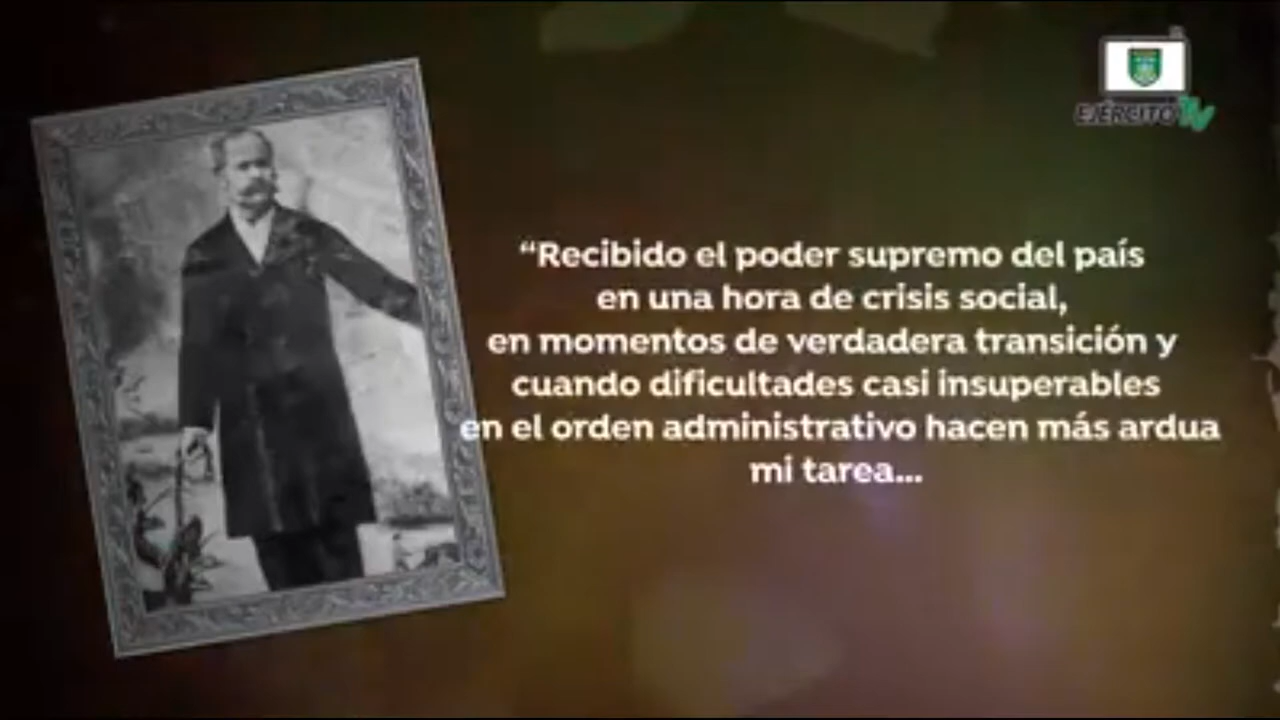 EJÉRCITO TV
“Recibido el poder supremo del país
en una hora de crisis social,
en momentos de verdadera transición y
cuando dificultades casi insuperables
en el orden administrativo hacen más ardua
mi tarea...